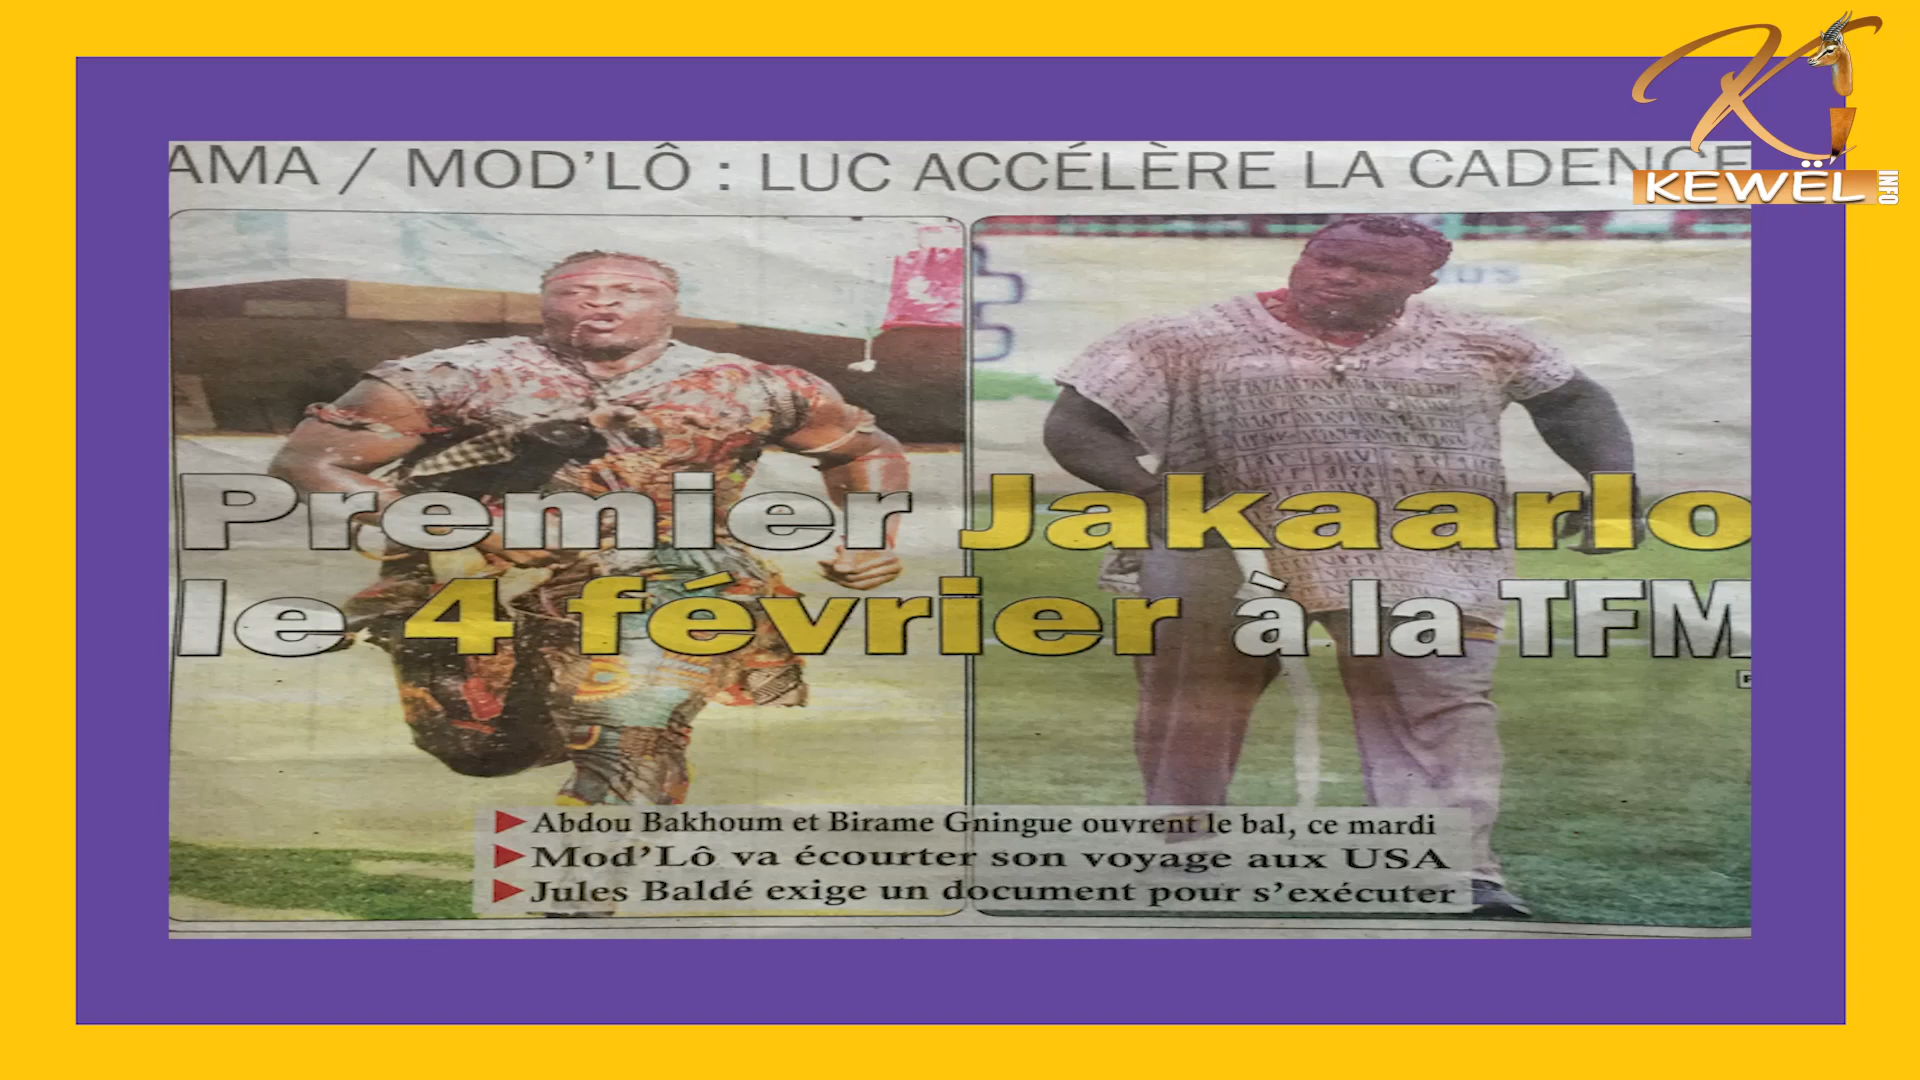 AMA / MOD'LÔ : LUC ACCÉLÈRE LA CADENCE
KEWËL INFO
Premier Jakaarlo
le 4 février à la TFM
►Abdou Bakhoum et Birame Gningue ouvrent le bal, ce mardi
►Mod'Lô va écourter son voyage aux USA
►Jules Baldé exige un document pour s'exécuter